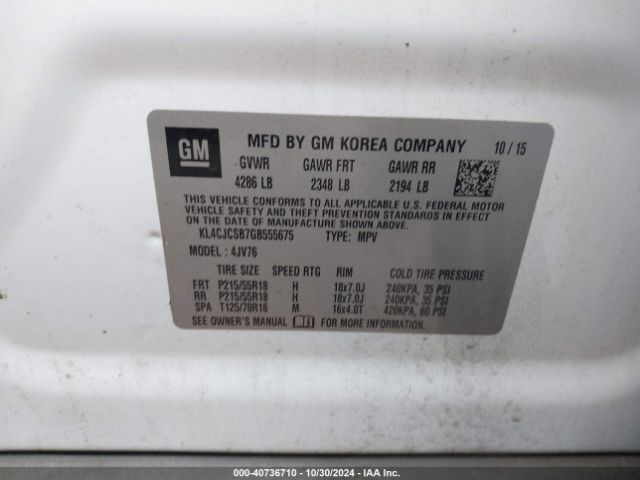 GM
MFD BY GM KOREA COMPANY 10 / 15
GVWR GAWR FRT GAWR RR
4286 LB 2348 LB 2194 LB
THIS VEHICLE CONFORMS TO ALL APPLICABLE U.S. FEDERAL MOTOR
VEHICLE SAFETY AND THEFT PREVENTION STANDARDS IN EFFECT
ON THE DATE OF MANUFACTURE SHOWN ABOVE.
KL4CJCSB7GB555675 TYPE: MPV
MODEL: 4JV76
TIRE SIZE SPEED RTG RIM COLD TIRE PRESSURE
FRT P215/55R18 H 18x7.0J 240KPA, 35 PSI
RR P215/55R18 H 18x7.0J 240KPA, 35 PSI
SPA T125/70R16 M 16x4.0T 420KPA, 60 PSI
SEE OWNER'S MANUAL FOR MORE INFORMATION.
000-40736710 - 10/30/2024 - IAA Inc.